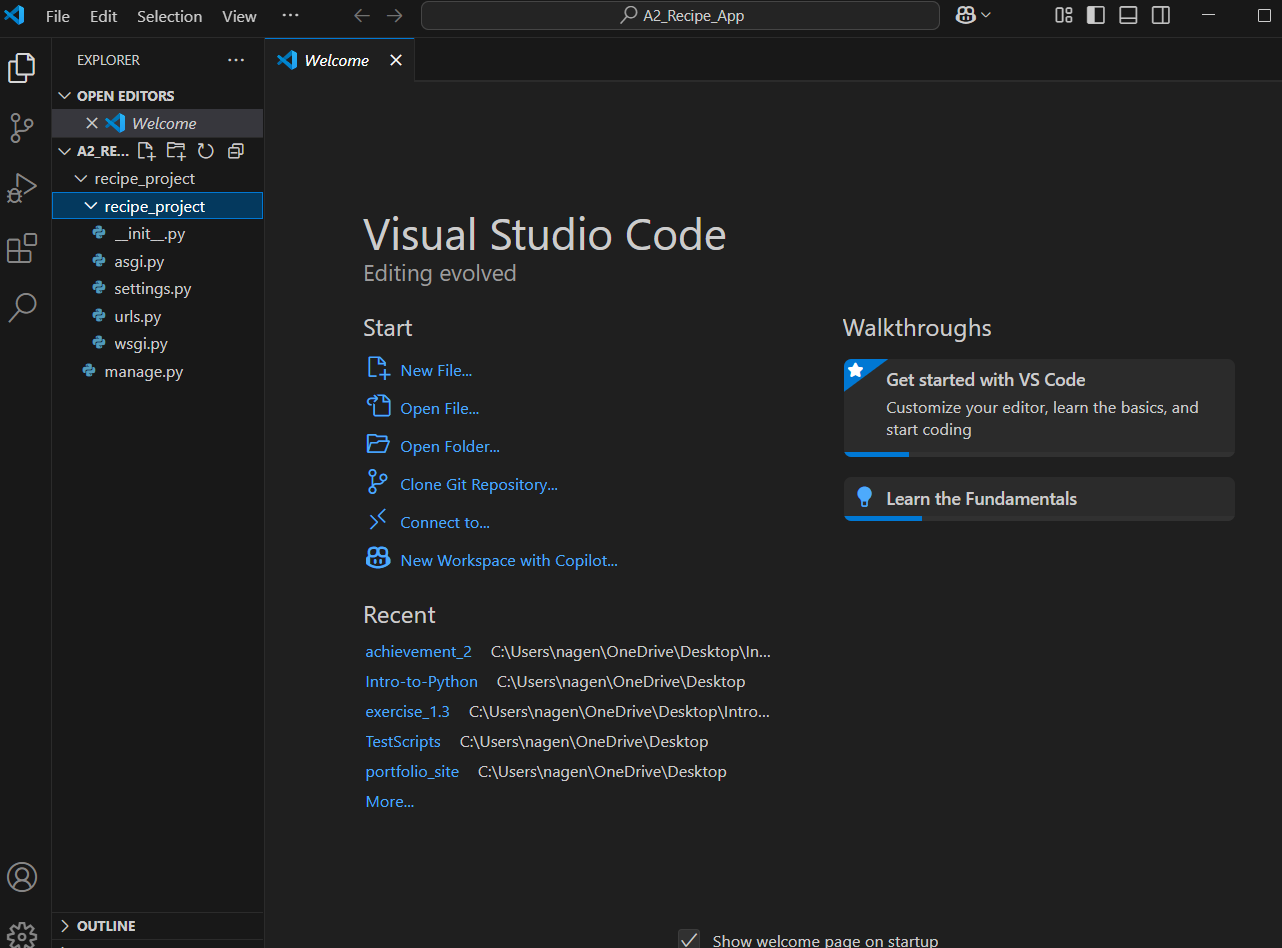 File Edit Selection View ··· A2_Recipe_App
EXPLORER ···
Welcome
OPEN EDITORS
Welcome
A2_RE...
recipe_project
recipe_project
__init__.py
asgi.py
settings.py
urls.py
wsgi.py
manage.py
OUTLINE
Visual Studio Code
Editing evolved
Start
New File...
Open File...
Open Folder...
Clone Git Repository...
Connect to...
New Workspace with Copilot...
Recent
achievement_2 C:\Users\nagen\OneDrive\Desktop\In...
Intro-to-Python C:\Users\nagen\OneDrive\Desktop
exercise_1.3 C:\Users\nagen\OneDrive\Desktop\Intro...
TestScripts C:\Users\nagen\OneDrive\Desktop
portfolio_site C:\Users\nagen\OneDrive\Desktop
More...
Walkthroughs
Get started with VS Code
Customize your editor, learn the basics, and
start coding
Learn the Fundamentals
Show welcome page on startup